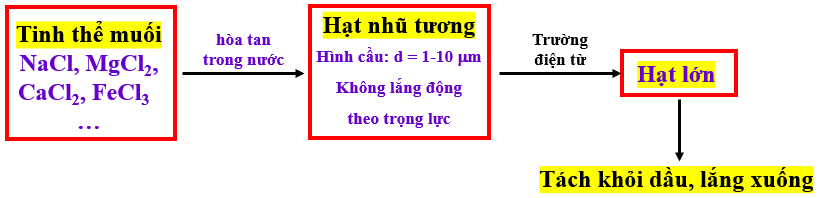 Tinh thể muối
NaCl, MgCl₂,
CaCl₂, FeCl₃
…
hòa tan
trong nước
Hạt nhũ tương
Hình cầu: d = 1-10 μm
Không lắng động
theo trọng lực
Trường
điện từ
Hạt lớn
Tách khỏi dầu, lắng xuống